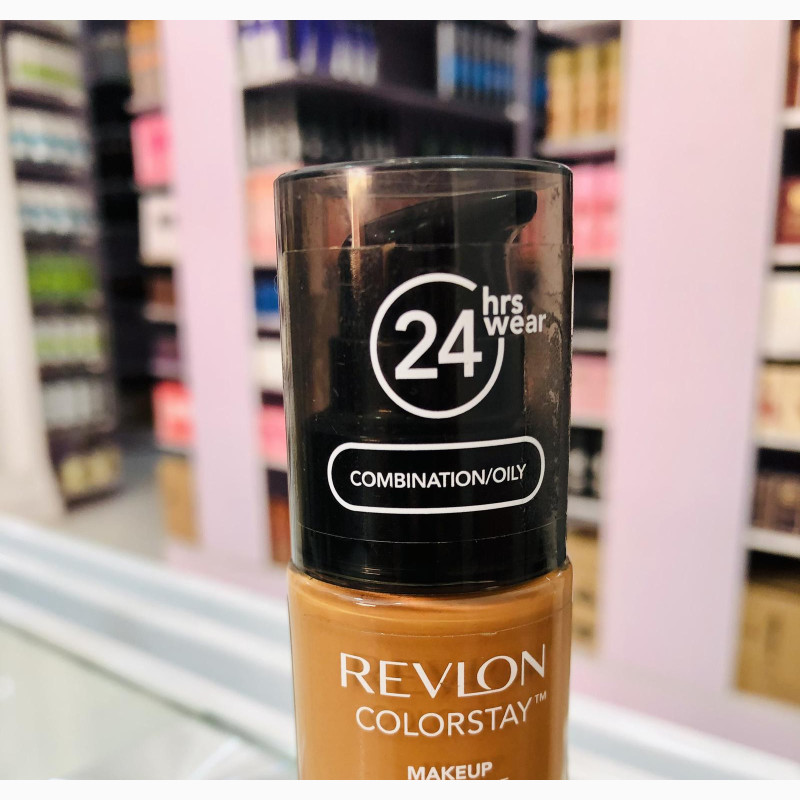 24 hrs
wear
COMBINATION/OILY
REVLON
COLORSTAY™
MAKEUP